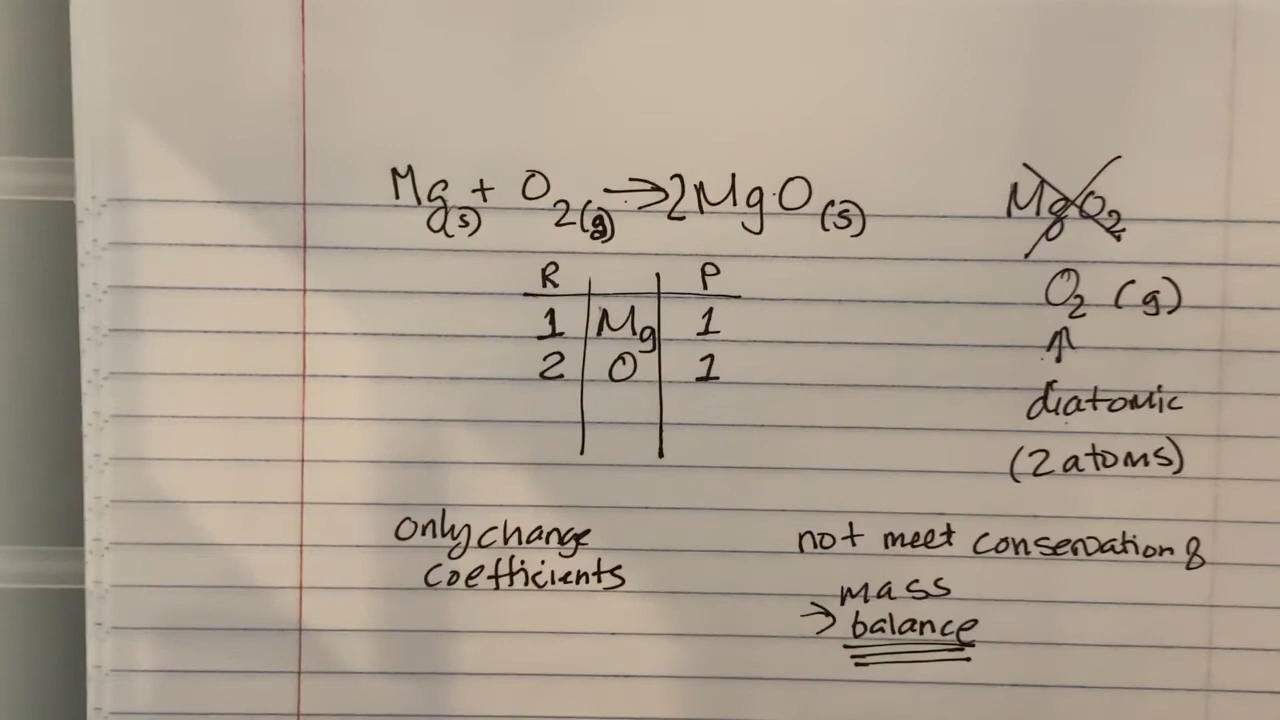 Mg(s) + O2(g) → 2MgO(s)
MgO2
R P
1 Mg 1
2 O 1
O2 (g)
↑
diatomic
(2 atoms)
only change
coefficients
not meet conservation of
mass
→ balance